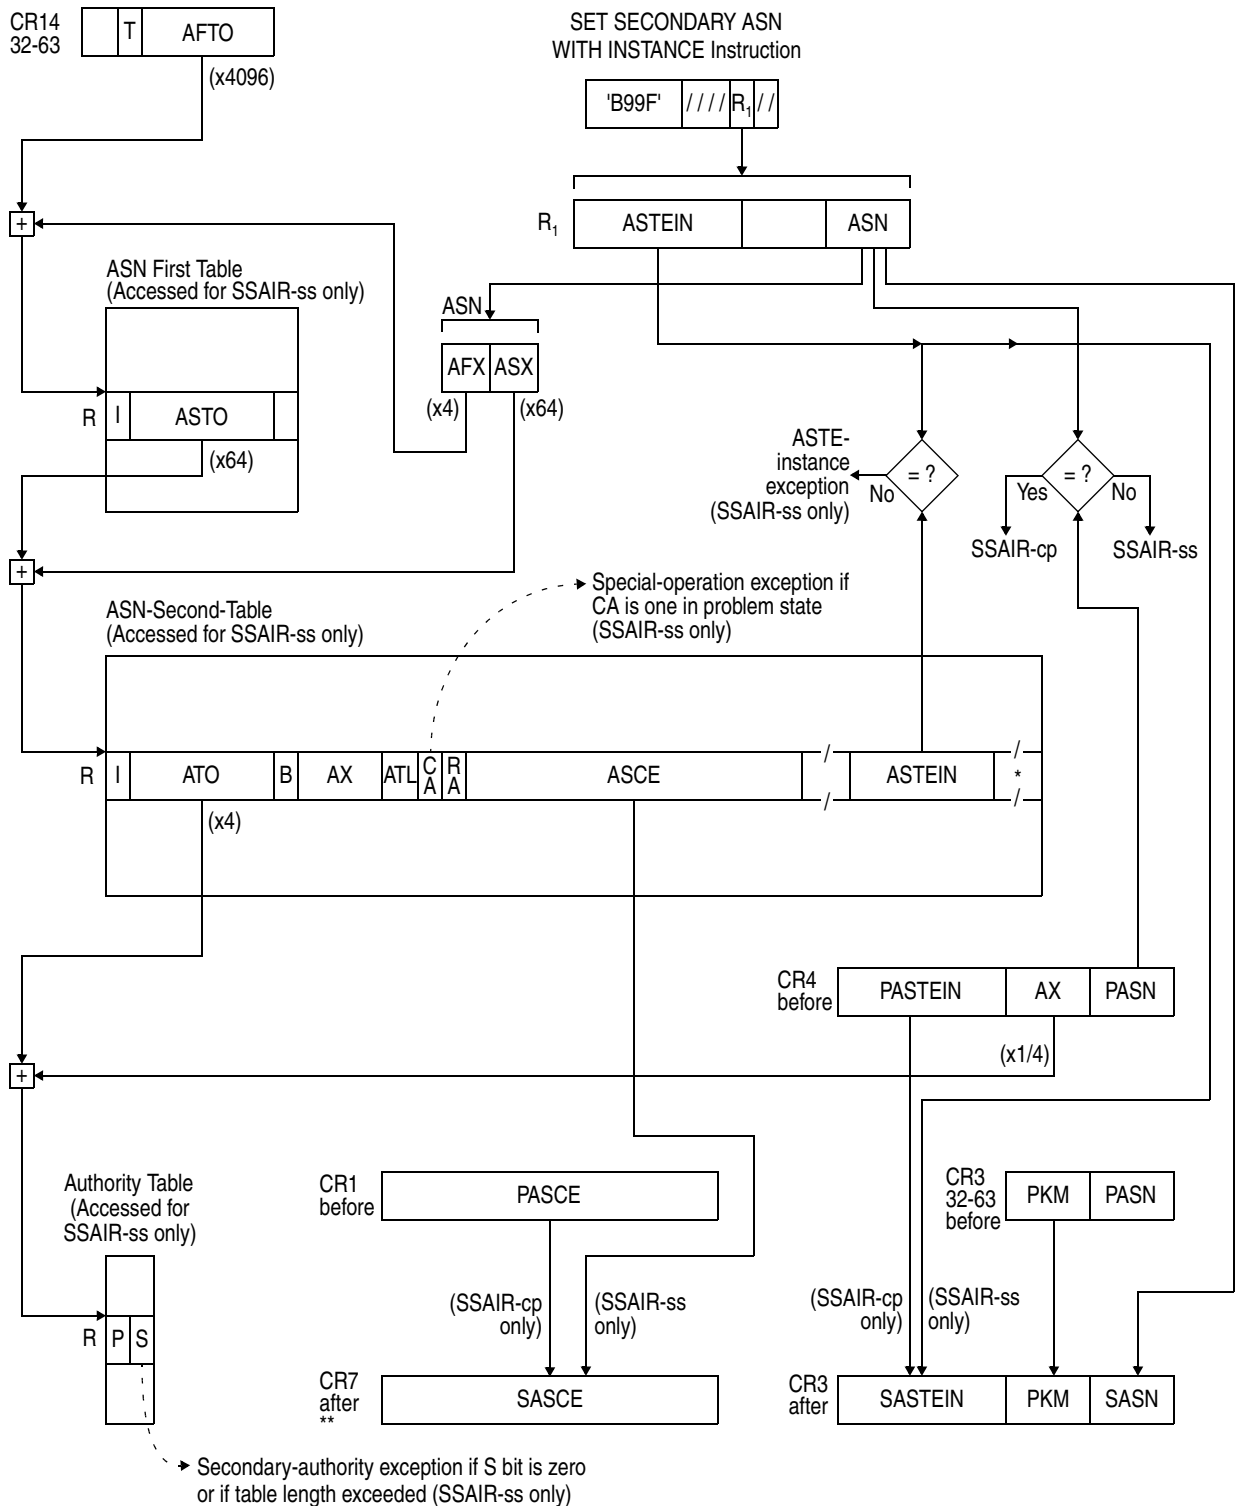 CR14
32-63
T
AFTO
(x4096)
SET SECONDARY ASN
WITH INSTANCE Instruction
'B99F'
////
R1
//
+
R1
ASTEIN
ASN
ASN First Table
(Accessed for SSAIR-ss only)
ASN
AFX
ASX
(x4)
(x64)
R
I
ASTO
(x64)
ASTE-
instance
exception
(SSAIR-ss only)
= ?
No
= ?
Yes
No
SSAIR-cp
SSAIR-ss
+
ASN-Second-Table
(Accessed for SSAIR-ss only)
Special-operation exception if
CA is one in problem state
(SSAIR-ss only)
R
I
ATO
B
AX
ATL
C
A
R
A
ASCE
/
/
ASTEIN
/
*
/
(x4)
CR4
before
PASTEIN
AX
PASN
(x1/4)
+
Authority Table
(Accessed for
SSAIR-ss only)
CR1
before
PASCE
CR3
32-63
before
PKM
PASN
R
P
S
(SSAIR-cp
only)
(SSAIR-ss
only)
(SSAIR-cp
only)
(SSAIR-ss
only)
CR7
after
**
SASCE
CR3
after
SASTEIN
PKM
SASN
Secondary-authority exception if S bit is zero
or if table length exceeded (SSAIR-ss only)